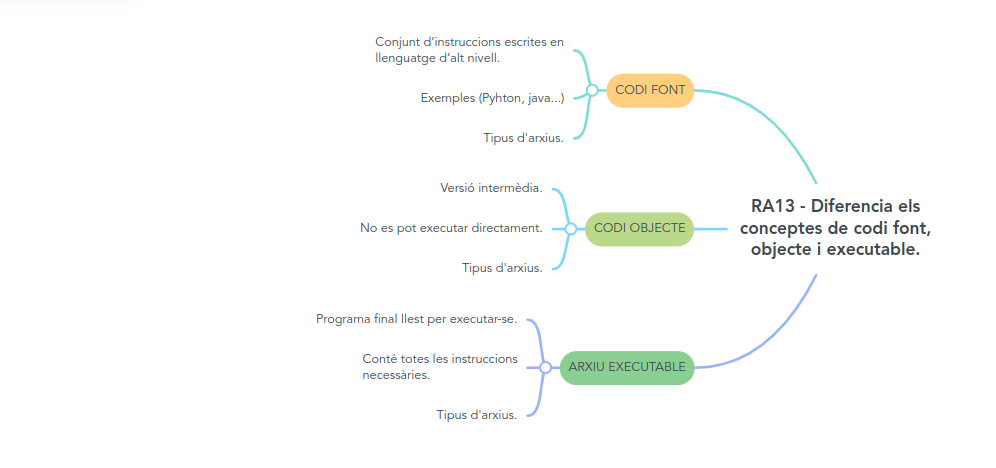 Conjunt d’instruccions escrites en
llenguatge d’alt nivell.
Exemples (Pyhton, java...)
Tipus d'arxius.
CODI FONT
Versió intermèdia.
No es pot executar directament.
Tipus d'arxius.
CODI OBJECTE
RA13 - Diferencia els
conceptes de codi font,
objecte i executable.
Programa final llest per executar-se.
Conté totes les instruccions
necessàries.
Tipus d'arxius.
ARXIU EXECUTABLE